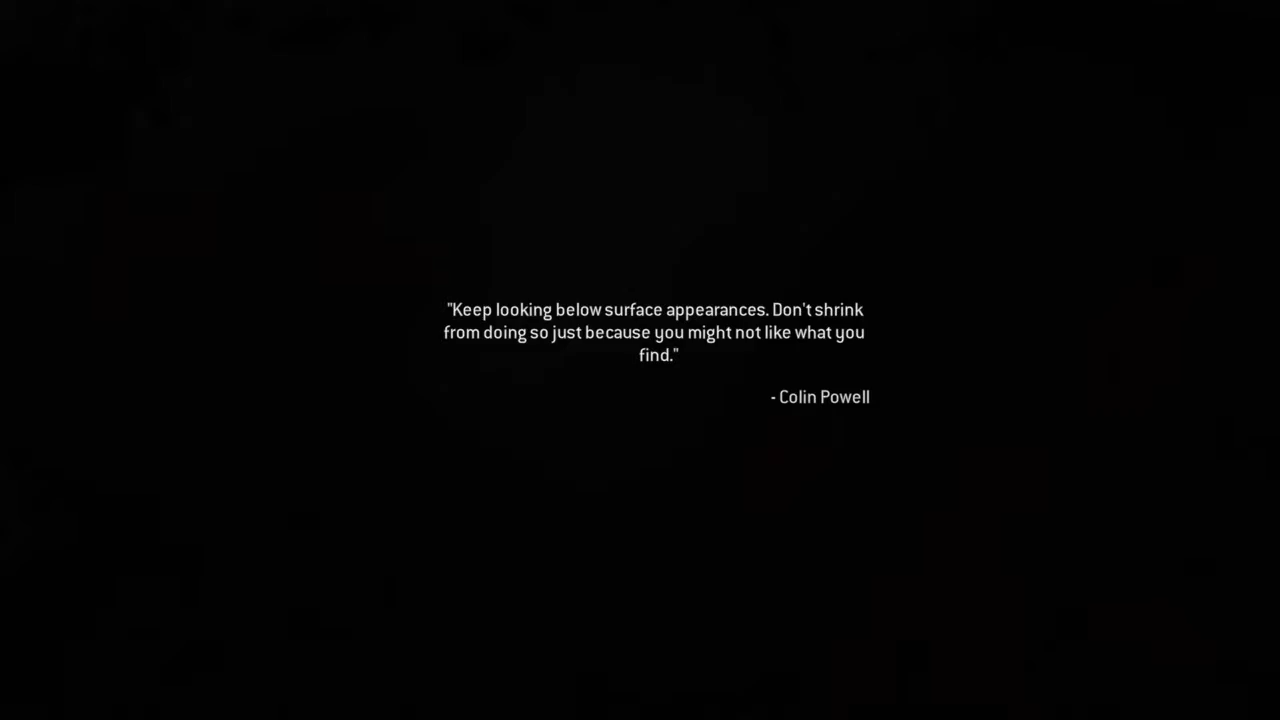 "Keep looking below surface appearances. Don't shrink
from doing so just because you might not like what you
find."
- Colin Powell